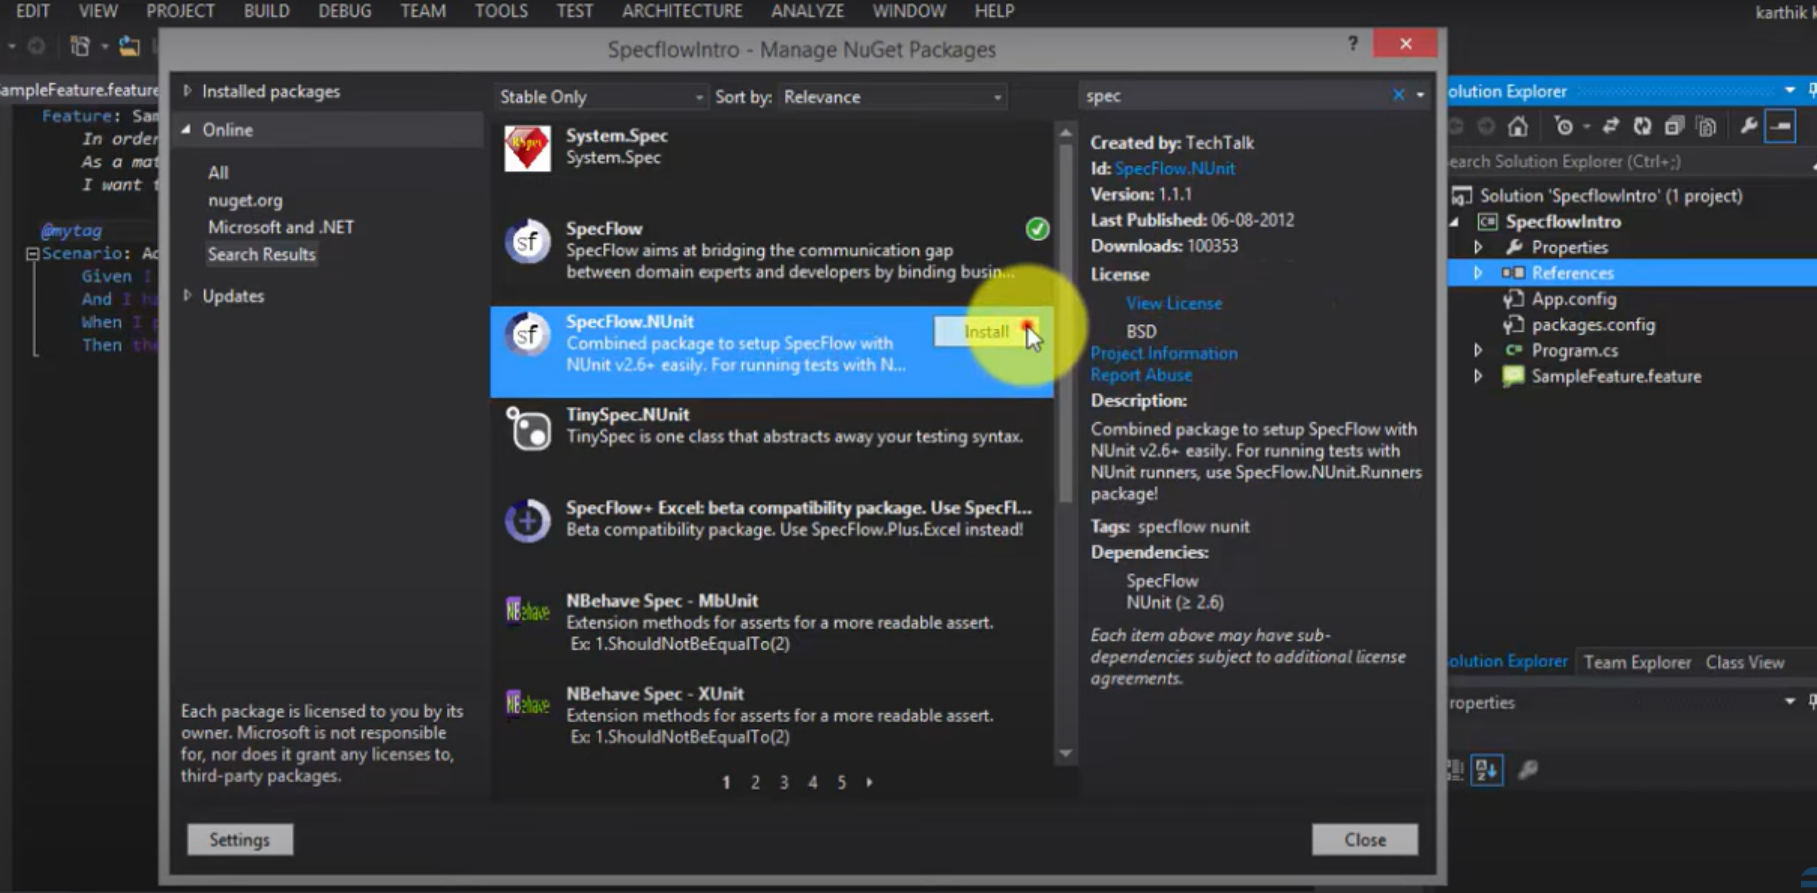 EDIT VIEW PROJECT BUILD DEBUG TEAM TOOLS TEST ARCHITECTURE ANALYZE WINDOW HELP
karthik k
SpecflowIntro - Manage NuGet Packages
?
ampleFeature.feature
Feature: Sam
In order
As a mat
I want t
@mytag
Scenario: Ad
Given I
And I ha
When I p
Then the
Installed packages
Online
All
nuget.org
Microsoft and .NET
Search Results
Updates
Each package is licensed to you by its
owner. Microsoft is not responsible
for, nor does it grant any licenses to,
third-party packages.
Settings
Stable Only
Sort by: Relevance
System.Spec
System.Spec
SpecFlow
SpecFlow aims at bridging the communication gap
between domain experts and developers by binding busin...
SpecFlow.NUnit
Combined package to setup SpecFlow with
NUnit v2.6+ easily. For running tests with N...
Install
TinySpec.NUnit
TinySpec is one class that abstracts away your testing syntax.
SpecFlow+ Excel: beta compatibility package. Use SpecFl...
Beta compatibility package. Use SpecFlow.Plus.Excel instead!
NBehave Spec - MbUnit
Extension methods for asserts for a more readable assert.
Ex: 1.ShouldNotBeEqualTo(2)
NBehave Spec - XUnit
Extension methods for asserts for a more readable assert.
Ex: 1.ShouldNotBeEqualTo(2)
1 2 3 4 5
spec
Created by: TechTalk
Id: SpecFlow.NUnit
Version: 1.1.1
Last Published: 06-08-2012
Downloads: 100353
License
View License
BSD
Project Information
Report Abuse
Description:
Combined package to setup SpecFlow with
NUnit v2.6+ easily. For running tests with
NUnit runners, use SpecFlow.NUnit.Runners
package!
Tags: specflow nunit
Dependencies:
SpecFlow
NUnit (≥ 2.6)
Each item above may have sub-
dependencies subject to additional license
agreements.
Close
olution Explorer
earch Solution Explorer (Ctrl+;)
Solution 'SpecflowIntro' (1 project)
SpecflowIntro
Properties
References
App.config
packages.config
Program.cs
SampleFeature.feature
olution Explorer Team Explorer Class View
roperties